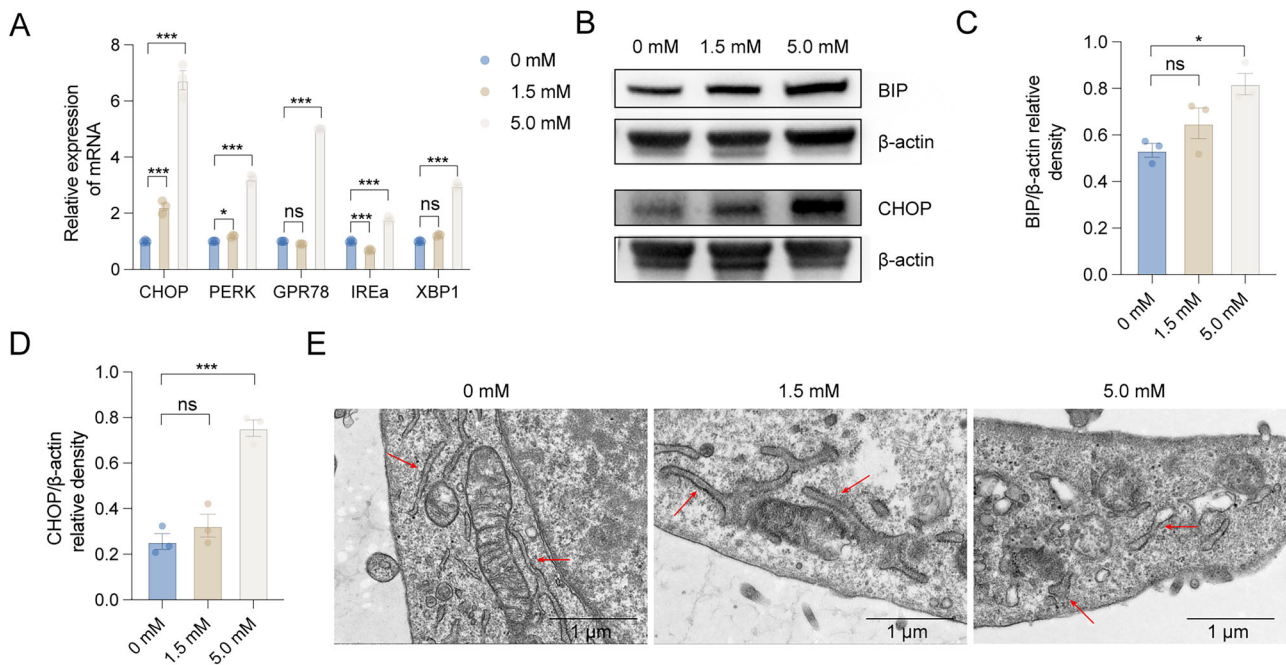 A
Relative expression
of mRNA
8
6
4
2
0
***
***
***
*
***
ns
***
***
***
ns
CHOP
PERK
GPR78
IREa
XBP1
0 mM
1.5 mM
5.0 mM
B
0 mM 1.5 mM 5.0 mM
BIP
β-actin
CHOP
β-actin
C
BIP/β-actin relative
density
1.0
0.8
0.6
0.4
0.2
0.0
*
ns
0 mM
1.5 mM
5.0 mM
D
CHOP/β-actin
relative density
1.0
0.8
0.6
0.4
0.2
0.0
***
ns
0 mM
1.5 mM
5.0 mM
E
0 mM
1.5 mM
5.0 mM
1 μm
1 μm
1 μm